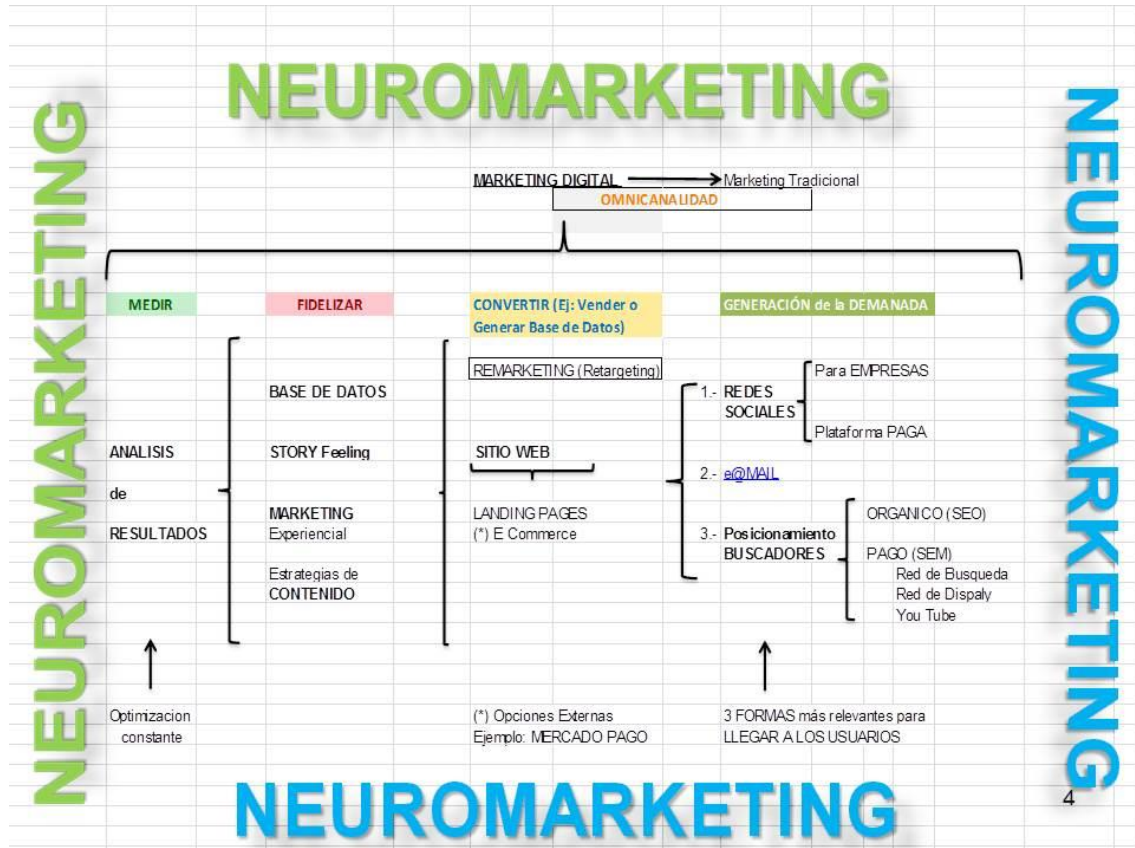 NEUROMARKETING
NEUROMARKETING
NEUROMARKETING
MARKETING DIGITAL
Marketing Tradicional
OMNICANALIDAD
MEDIR
FIDELIZAR
CONVERTIR (Ej: Vender o
Generar Base de Datos)
GENERACIÓN de la DEMANADA
ANALISIS
de
RESULTADOS
BASE DE DATOS
STORY Feeling
MARKETING
Experiencial
Estrategias de
CONTENIDO
REMARKETING (Retargeting)
SITIO WEB
LANDING PAGES
(*) E Commerce
1.- REDES
SOCIALES
Para EMPRESAS
Plataforma PAGA
2.- e@MAIL
3.- Posicionamiento
BUSCADORES
ORGANICO (SEO)
PAGO (SEM)
Red de Busqueda
Red de Dispaly
You Tube
Optimizacion
constante
(*) Opciones Externas
Ejemplo: MERCADO PAGO
3 FORMAS más relevantes para
LLEGAR A LOS USUARIOS
4
NEUROMARKETING